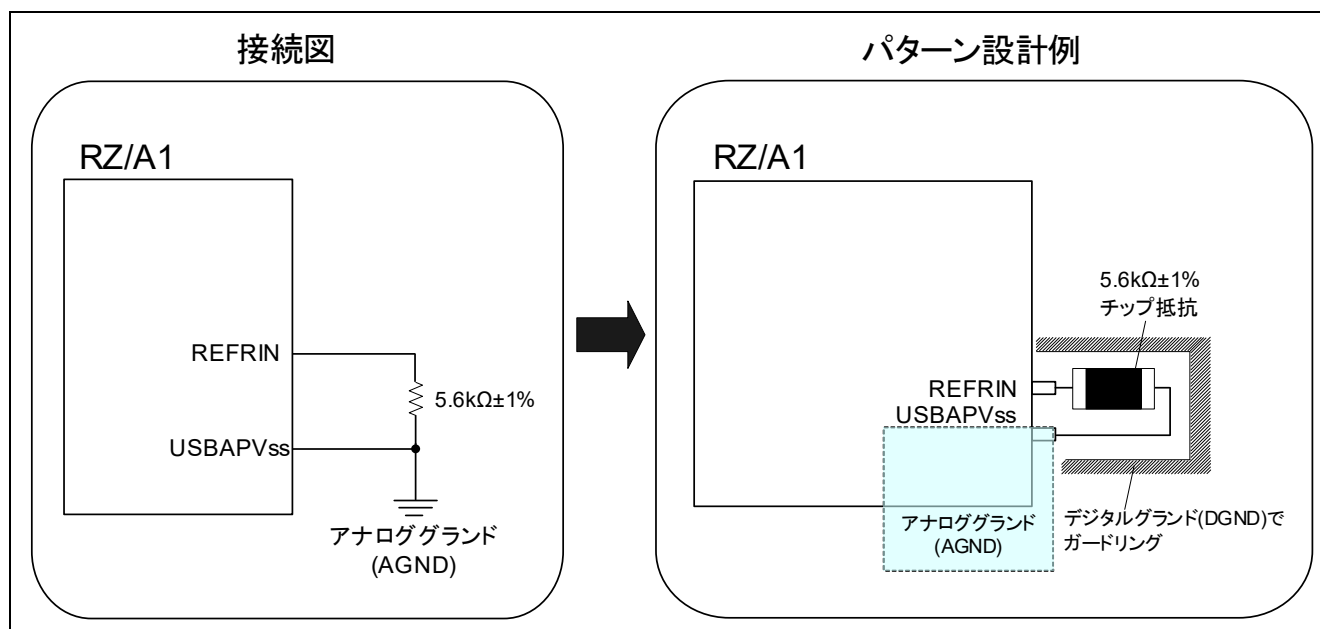 接続図
RZ/A1
REFRIN
5.6kΩ±1%
USBAPVss
アナロググランド
(AGND)
パターン設計例
RZ/A1
5.6kΩ±1%
チップ抵抗
REFRIN
USBAPVss
アナロググランド
(AGND)
デジタルグランド(DGND)で
ガードリング